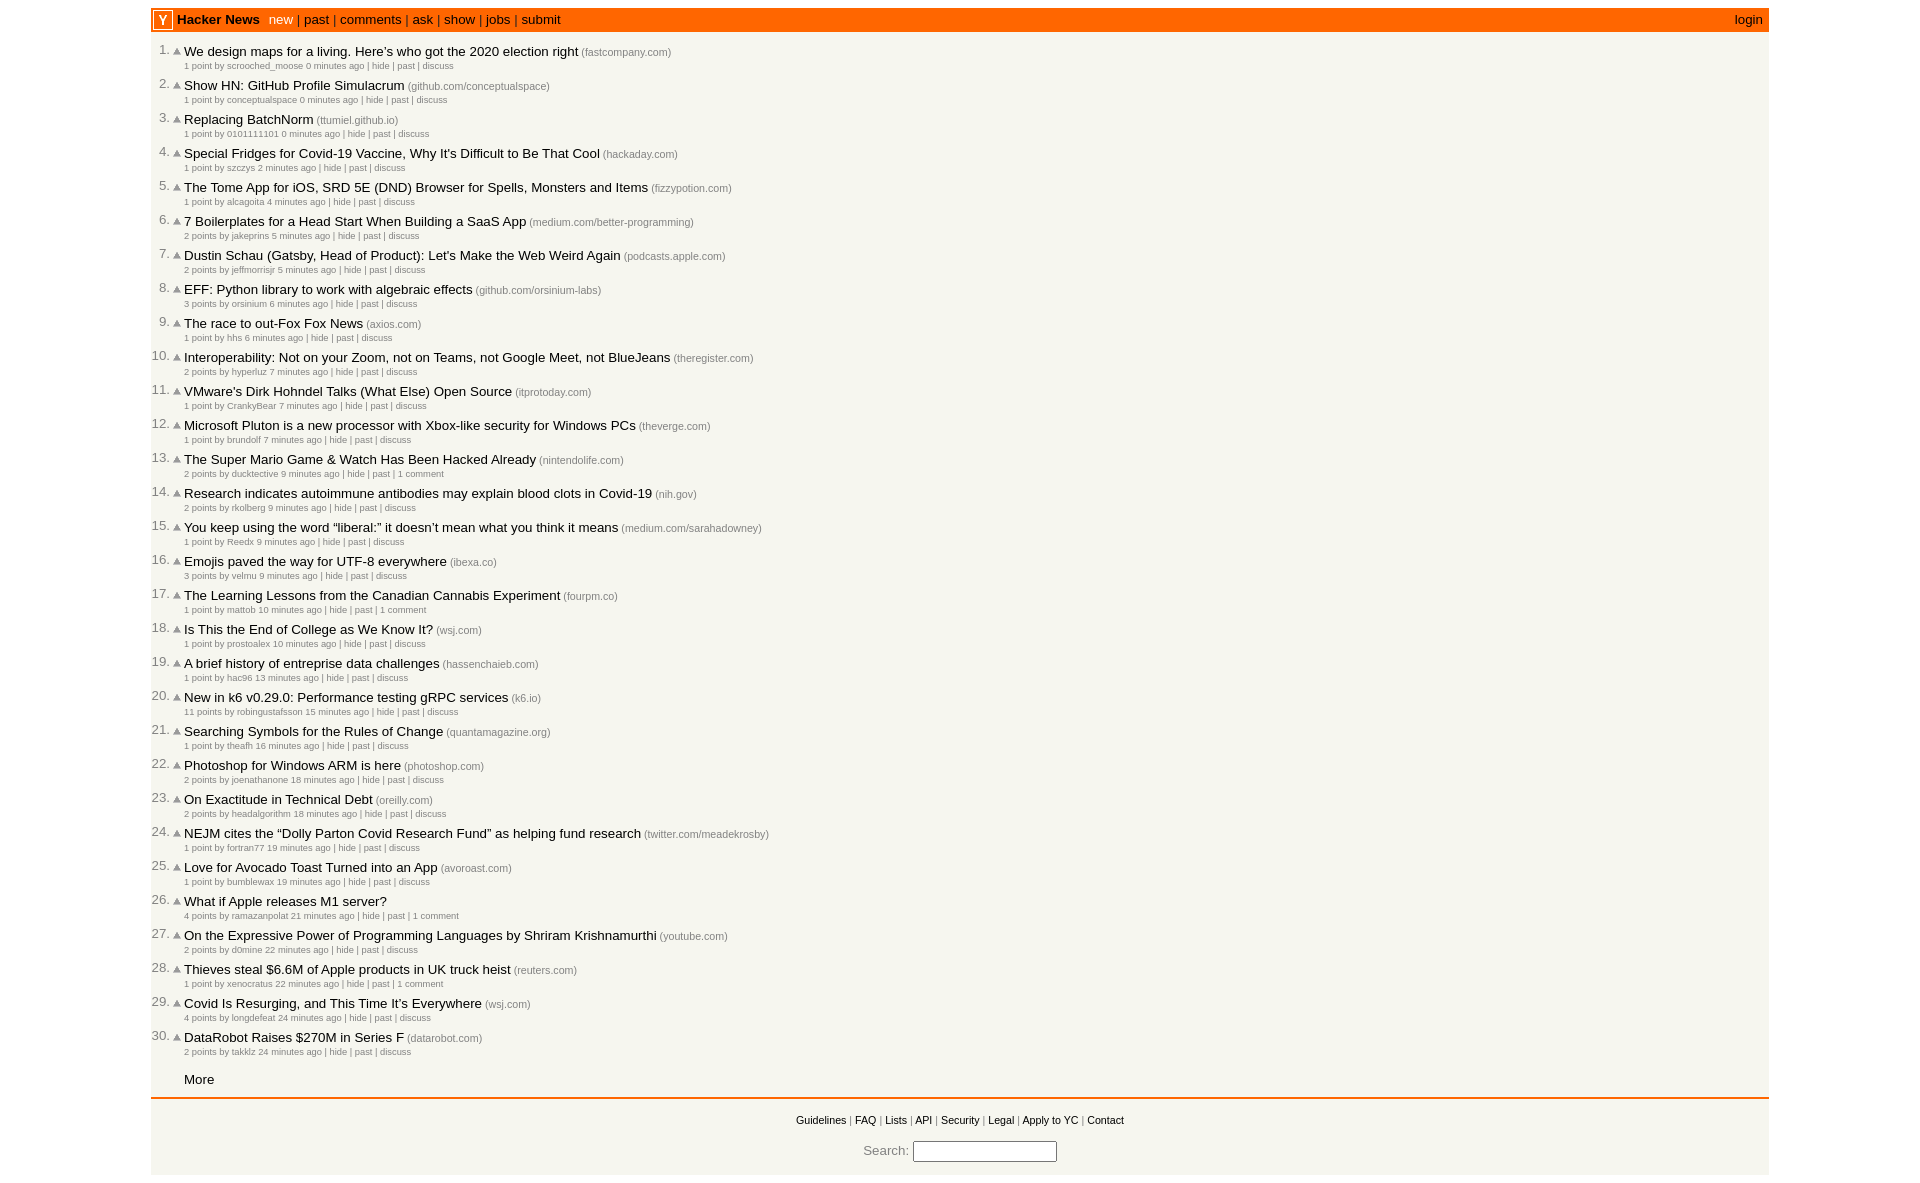 Y Hacker News new | past | comments | ask | show | jobs | submit login
1. We design maps for a living. Here’s who got the 2020 election right (fastcompany.com)
1 point by scrooched_moose 0 minutes ago | hide | past | discuss
2. Show HN: GitHub Profile Simulacrum (github.com/conceptualspace)
1 point by conceptualspace 0 minutes ago | hide | past | discuss
3. Replacing BatchNorm (ttumiel.github.io)
1 point by 0101111101 0 minutes ago | hide | past | discuss
4. Special Fridges for Covid-19 Vaccine, Why It's Difficult to Be That Cool (hackaday.com)
1 point by szczys 2 minutes ago | hide | past | discuss
5. The Tome App for iOS, SRD 5E (DND) Browser for Spells, Monsters and Items (fizzypotion.com)
1 point by alcagoita 4 minutes ago | hide | past | discuss
6. 7 Boilerplates for a Head Start When Building a SaaS App (medium.com/better-programming)
2 points by jakeprins 5 minutes ago | hide | past | discuss
7. Dustin Schau (Gatsby, Head of Product): Let's Make the Web Weird Again (podcasts.apple.com)
2 points by jeffmorrisjr 5 minutes ago | hide | past | discuss
8. EFF: Python library to work with algebraic effects (github.com/orsinium-labs)
3 points by orsinium 6 minutes ago | hide | past | discuss
9. The race to out-Fox Fox News (axios.com)
1 point by hhs 6 minutes ago | hide | past | discuss
10. Interoperability: Not on your Zoom, not on Teams, not Google Meet, not BlueJeans (theregister.com)
2 points by hyperluz 7 minutes ago | hide | past | discuss
11. VMware's Dirk Hohndel Talks (What Else) Open Source (itprotoday.com)
1 point by CrankyBear 7 minutes ago | hide | past | discuss
12. Microsoft Pluton is a new processor with Xbox-like security for Windows PCs (theverge.com)
1 point by brundolf 7 minutes ago | hide | past | discuss
13. The Super Mario Game & Watch Has Been Hacked Already (nintendolife.com)
2 points by ducktective 9 minutes ago | hide | past | 1 comment
14. Research indicates autoimmune antibodies may explain blood clots in Covid-19 (nih.gov)
2 points by rkolberg 9 minutes ago | hide | past | discuss
15. You keep using the word “liberal:” it doesn’t mean what you think it means (medium.com/sarahadowney)
1 point by Reedx 9 minutes ago | hide | past | discuss
16. Emojis paved the way for UTF-8 everywhere (ibexa.co)
3 points by velmu 9 minutes ago | hide | past | discuss
17. The Learning Lessons from the Canadian Cannabis Experiment (fourpm.co)
1 point by mattob 10 minutes ago | hide | past | 1 comment
18. Is This the End of College as We Know It? (wsj.com)
1 point by prostoalex 10 minutes ago | hide | past | discuss
19. A brief history of entreprise data challenges (hassenchaieb.com)
1 point by hac96 13 minutes ago | hide | past | discuss
20. New in k6 v0.29.0: Performance testing gRPC services (k6.io)
11 points by robingustafsson 15 minutes ago | hide | past | discuss
21. Searching Symbols for the Rules of Change (quantamagazine.org)
1 point by theafh 16 minutes ago | hide | past | discuss
22. Photoshop for Windows ARM is here (photoshop.com)
2 points by joenathanone 18 minutes ago | hide | past | discuss
23. On Exactitude in Technical Debt (oreilly.com)
2 points by headalgorithm 18 minutes ago | hide | past | discuss
24. NEJM cites the “Dolly Parton Covid Research Fund” as helping fund research (twitter.com/meadekrosby)
1 point by fortran77 19 minutes ago | hide | past | discuss
25. Love for Avocado Toast Turned into an App (avoroast.com)
1 point by bumblewax 19 minutes ago | hide | past | discuss
26. What if Apple releases M1 server?
4 points by ramazanpolat 21 minutes ago | hide | past | 1 comment
27. On the Expressive Power of Programming Languages by Shriram Krishnamurthi (youtube.com)
2 points by d0mine 22 minutes ago | hide | past | discuss
28. Thieves steal $6.6M of Apple products in UK truck heist (reuters.com)
1 point by xenocratus 22 minutes ago | hide | past | 1 comment
29. Covid Is Resurging, and This Time It’s Everywhere (wsj.com)
4 points by longdefeat 24 minutes ago | hide | past | discuss
30. DataRobot Raises $270M in Series F (datarobot.com)
2 points by takklz 24 minutes ago | hide | past | discuss
More
Guidelines | FAQ | Lists | API | Security | Legal | Apply to YC | Contact
Search: